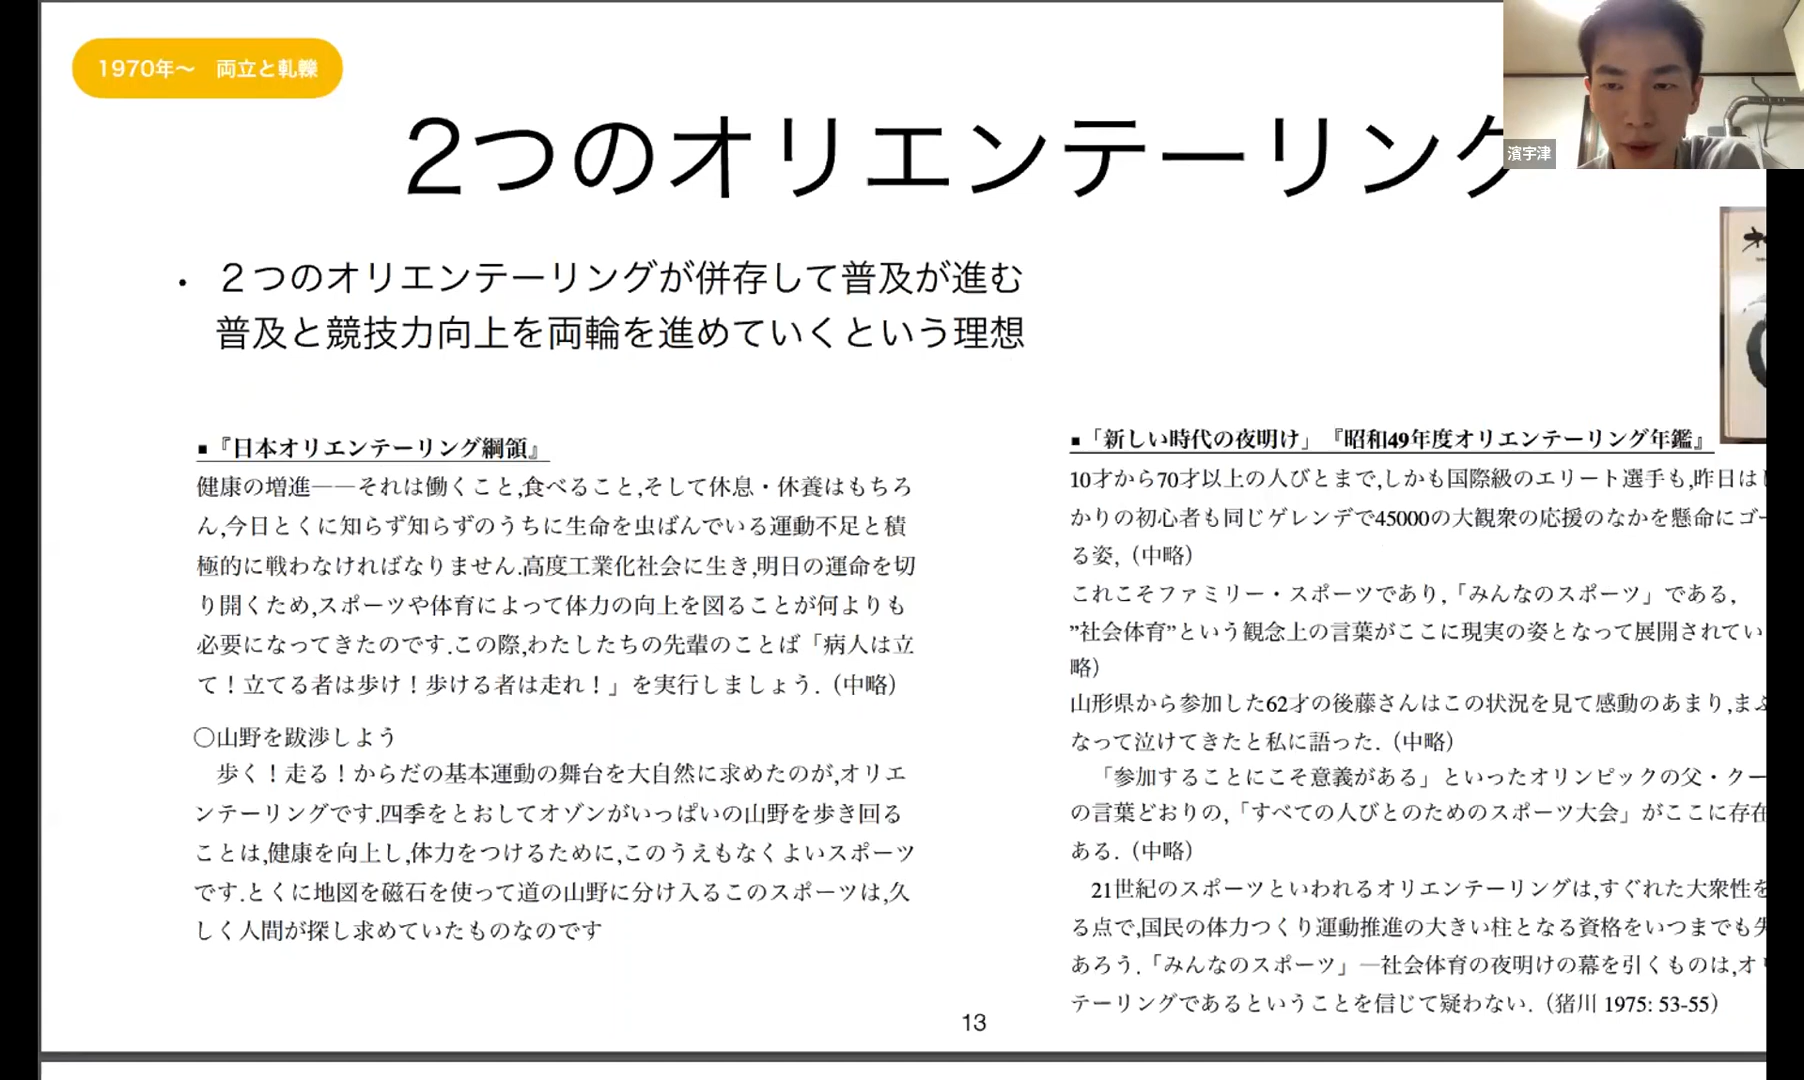 1970年〜　両立と軋轢
2つのオリエンテーリング
濱宇津
・２つのオリエンテーリングが併存して普及が進む
普及と競技力向上を両輪を進めていくという理想
▪『日本オリエンテーリング綱領』
健康の増進――それは働くこと,食べること,そして休息・休養はもちろ
ん,今日とくに知らず知らずのうちに生命を虫ばんでいる運動不足と積
極的に戦わなければなりません.高度工業化社会に生き,明日の運命を切
り開くため,スポーツや体育によって体力の向上を図ることが何よりも
必要になってきたのです.この際,わたしたちの先輩のことば「病人は立
て！立てる者は歩け！歩ける者は走れ！」を実行しましょう.（中略）
〇山野を跋渉しよう
歩く！走る！からだの基本運動の舞台を大自然に求めたのが,オリエ
ンテーリングです.四季をとおしてオゾンがいっぱいの山野を歩き回る
ことは,健康を向上し,体力をつけるために,このうえもなくよいスポーツ
です.とくに地図を磁石を使って道の山野に分け入るこのスポーツは,久
しく人間が探し求めていたものなのです
▪「新しい時代の夜明け」『昭和49年度オリエンテーリング年鑑』
10才から70才以上の人びとまで,しかも国際級のエリート選手も,昨日は
かりの初心者も同じゲレンデで45000の大観衆の応援のなかを懸命にゴー
る姿,（中略）
これこそファミリー・スポーツであり,「みんなのスポーツ」である,
”社会体育”という観念上の言葉がここに現実の姿となって展開されてい
略）
山形県から参加した62才の後藤さんはこの状況を見て感動のあまり,ま
なって泣けてきたと私に語った.（中略）
「参加することにこそ意義がある」といったオリンピックの父・クー
の言葉どおりの,「すべての人びとのためのスポーツ大会」がここに存在
ある.（中略）
21世紀のスポーツといわれるオリエンテーリングは,すぐれた大衆性を
る点で,国民の体力つくり運動推進の大きい柱となる資格をいつまでも失
あろう.「みんなのスポーツ」―社会体育の夜明けの幕を引くものは,オリ
テーリングであるということを信じて疑わない.（猪川 1975: 53-55）
13